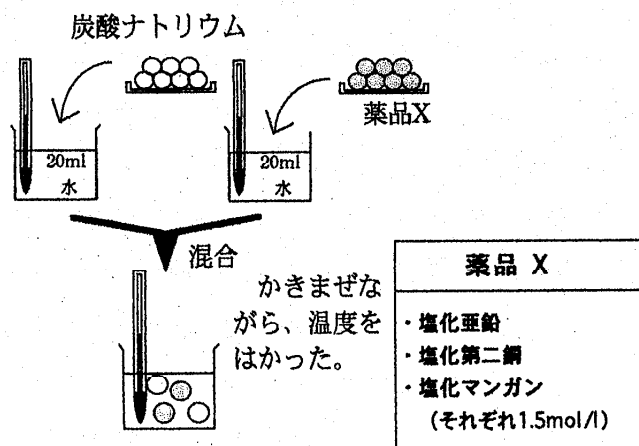 炭酸ナトリウム
薬品X
20ml
水
20ml
水
混合
かきまぜな
がら、温度を
はかった。
薬品 X
・塩化亜鉛
・塩化第二銅
・塩化マンガン
(それぞれ1.5mol/l)